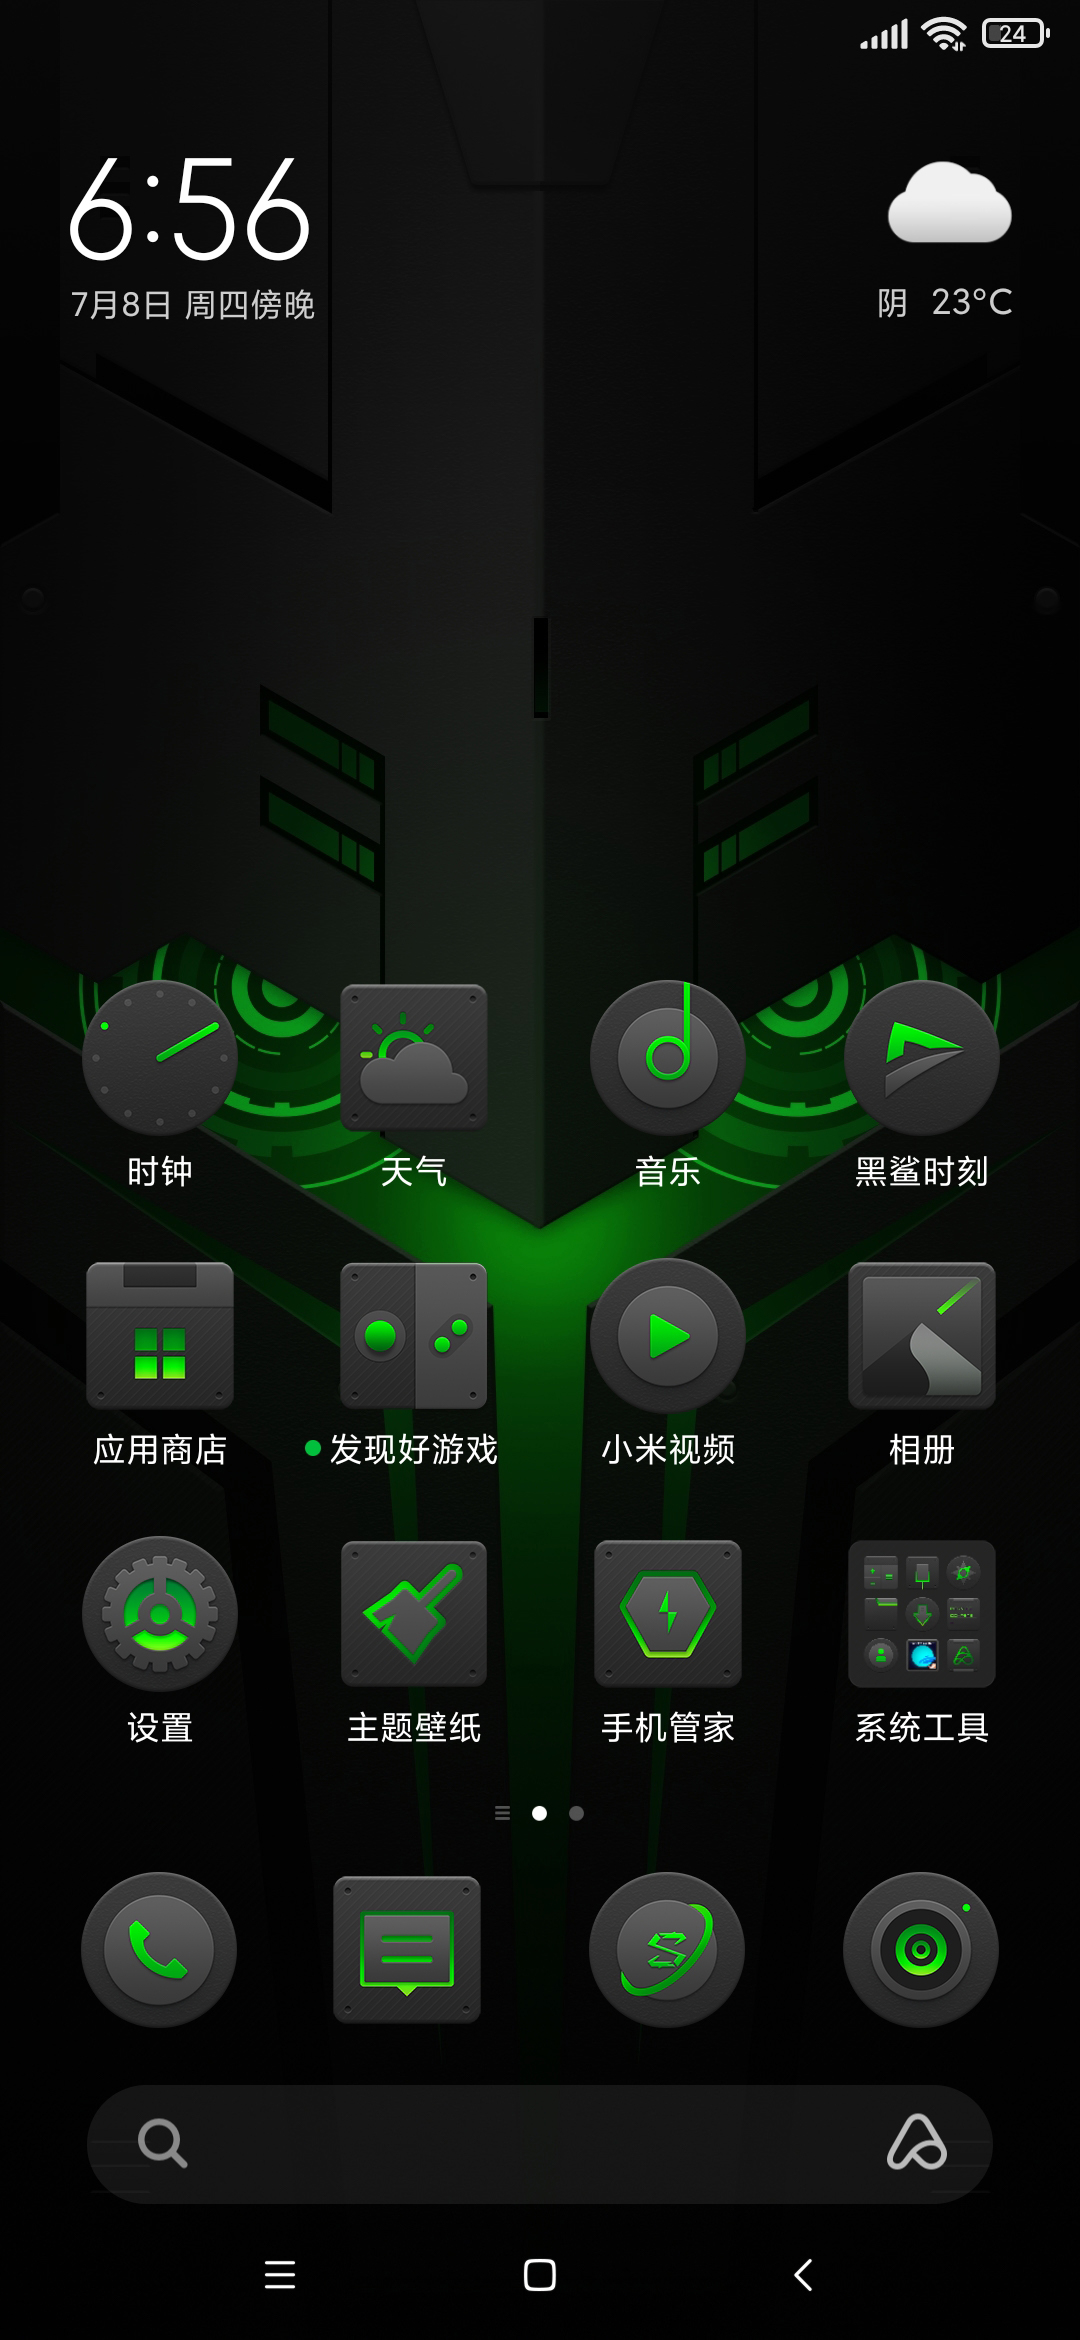 24
6:56
7月8日 周四傍晚
阴 23°C
时钟
天气
音乐
黑鲨时刻
应用商店
发现好游戏
小米视频
相册
设置
主题壁纸
手机管家
系统工具